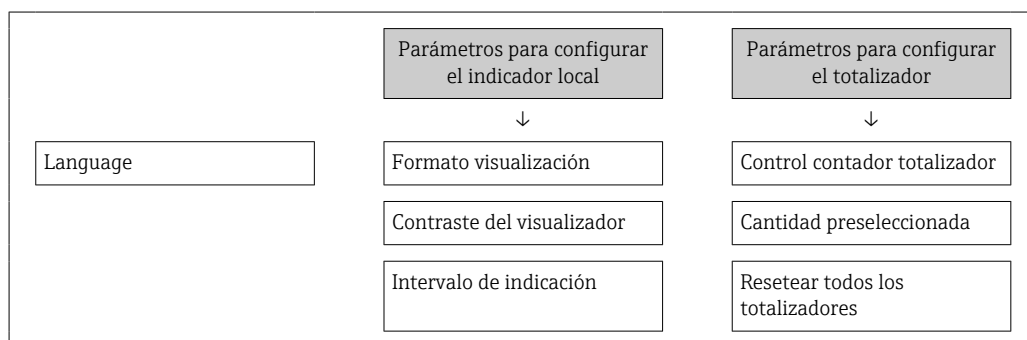 Parámetros para configurar
el indicador local
Parámetros para configurar
el totalizador
↓
↓
Language
Formato visualización
Control contador totalizador
Contraste del visualizador
Cantidad preseleccionada
Intervalo de indicación
Resetear todos los
totalizadores